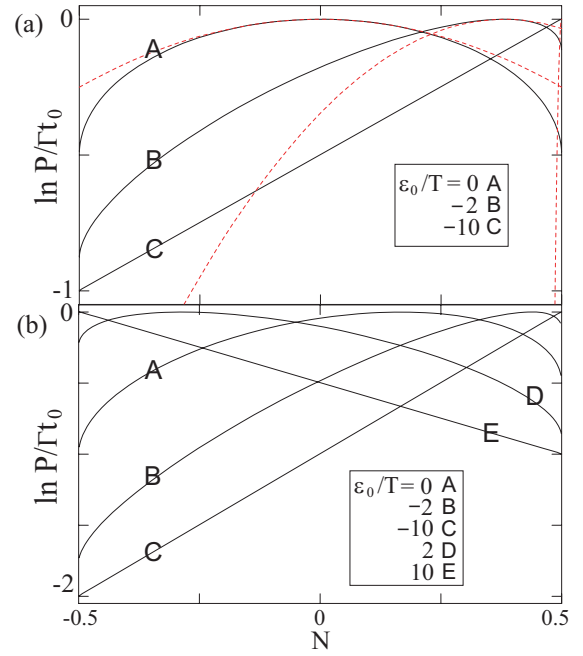 (a)
0
A
B
C
ln P/Γt₀
ε₀/T = 0 A
−2 B
−10 C
-1
(b)
0
A
B
C
D
E
ln P/Γt₀
ε₀/T = 0 A
−2 B
−10 C
2 D
10 E
-2
-0.5
0
0.5
N